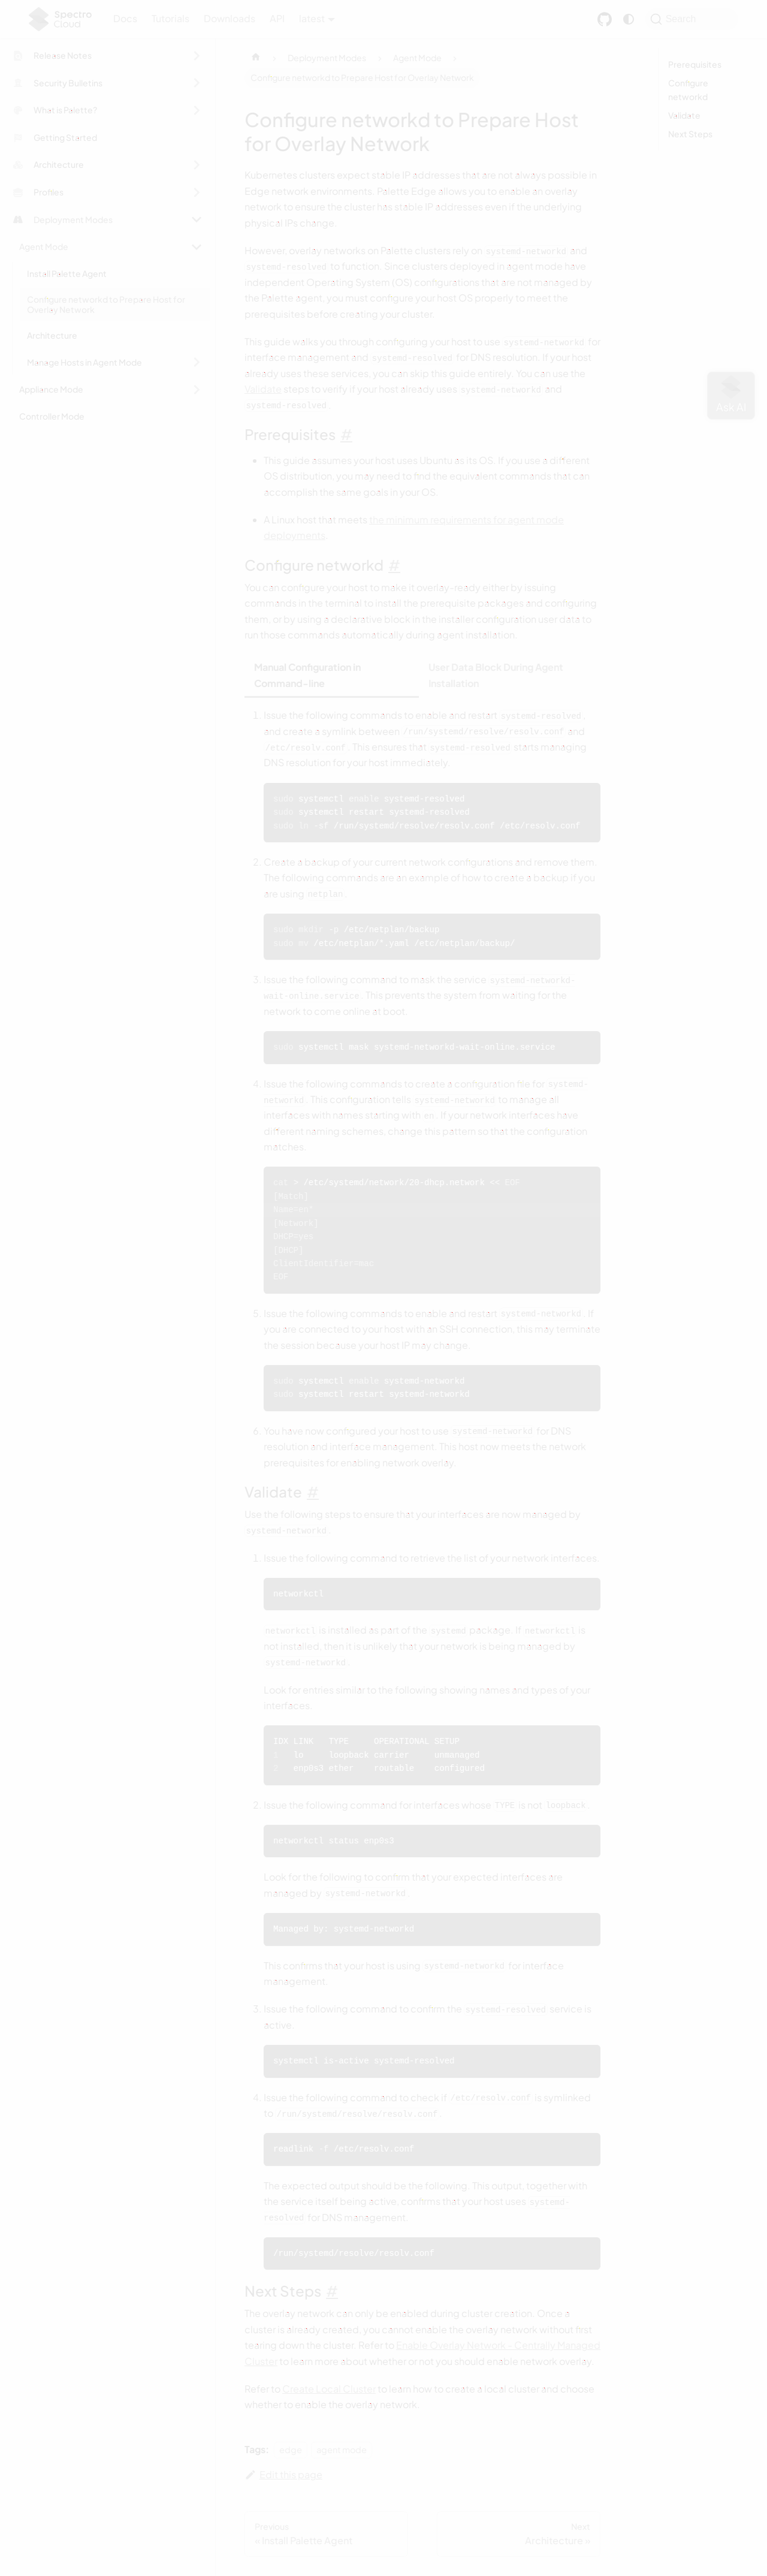 Spectro Cloud
Docs Tutorials Downloads API latest
Search
Release Notes
Security Bulletins
What is Palette?
Getting Started
Architecture
Profiles
Deployment Modes
Agent Mode
Install Palette Agent
Configure networkd to Prepare Host for
Overlay Network
Architecture
Manage Hosts in Agent Mode
Appliance Mode
Controller Mode
Deployment Modes Agent Mode
Configure networkd to Prepare Host for Overlay Network
Prerequisites
Configure
networkd
Validate
Next Steps
Ask AI
Configure networkd to Prepare Host
for Overlay Network
Kubernetes clusters expect stable IP addresses that are not always possible in
Edge network environments. Palette Edge allows you to enable an overlay
network to ensure the cluster has stable IP addresses even if the underlying
physical IPs change.
However, overlay networks on Palette clusters rely on systemd-networkd and
systemd-resolved to function. Since clusters deployed in agent mode have
independent Operating System (OS) configurations that are not managed by
the Palette agent, you must configure your host OS properly to meet the
prerequisites before creating your cluster.
This guide walks you through configuring your host to use systemd-networkd for
interface management and systemd-resolved for DNS resolution. If your host
already uses these services, you can skip this guide entirely. You can use the
Validate steps to verify if your host already uses systemd-networkd and
systemd-resolved.
Prerequisites #
This guide assumes your host uses Ubuntu as its OS. If you use a different
OS distribution, you may need to find the equivalent commands that can
accomplish the same goals in your OS.
A Linux host that meets the minimum requirements for agent mode
deployments.
Configure networkd #
You can configure your host to make it overlay-ready either by issuing
commands in the terminal to install the prerequisite packages and configuring
them, or by using a declarative block in the installer configuration user data to
run those commands automatically during agent installation.
Manual Configuration in
Command-line
User Data Block During Agent
Installation
1. Issue the following commands to enable and restart systemd-resolved,
and create a symlink between /run/systemd/resolve/resolv.conf and
/etc/resolv.conf. This ensures that systemd-resolved starts managing
DNS resolution for your host immediately.
sudo systemctl enable systemd-resolved
sudo systemctl restart systemd-resolved
sudo ln -sf /run/systemd/resolve/resolv.conf /etc/resolv.conf
2. Create a backup of your current network configurations and remove them.
The following commands are an example of how to create a backup if you
are using netplan.
sudo mkdir -p /etc/netplan/backup
sudo mv /etc/netplan/*.yaml /etc/netplan/backup/
3. Issue the following command to mask the service systemd-networkd-
wait-online.service. This prevents the system from waiting for the
network to come online at boot.
sudo systemctl mask systemd-networkd-wait-online.service
4. Issue the following commands to create a configuration file for systemd-
networkd. This configuration tells systemd-networkd to manage all
interfaces with names starting with en. If your network interfaces have
different naming schemes, change this pattern so that the configuration
matches.
cat > /etc/systemd/network/20-dhcp.network << EOF
[Match]
Name=en*
[Network]
DHCP=yes
[DHCP]
ClientIdentifier=mac
EOF
5. Issue the following commands to enable and restart systemd-networkd. If
you are connected to your host with an SSH connection, this may terminate
the session because your host IP may change.
sudo systemctl enable systemd-networkd
sudo systemctl restart systemd-networkd
6. You have now configured your host to use systemd-networkd for DNS
resolution and interface management. This host now meets the network
prerequisites for enabling network overlay.
Validate #
Use the following steps to ensure that your interfaces are now managed by
systemd-networkd.
1. Issue the following command to retrieve the list of your network interfaces.
networkctl
networkctl is installed as part of the systemd package. If networkctl is
not installed, then it is unlikely that your network is being managed by
systemd-networkd.
Look for entries similar to the following showing names and types of your
interfaces.
IDX LINK TYPE OPERATIONAL SETUP
1 lo loopback carrier unmanaged
2 enp0s3 ether routable configured
2. Issue the following command for interfaces whose TYPE is not loopback.
networkctl status enp0s3
Look for the following to confirm that your expected interfaces are
managed by systemd-networkd
Managed by: systemd-networkd
This confirms that your host is using systemd-networkd for interface
management.
3. Issue the following command to confirm the systemd-resolved service is
active.
systemctl is-active systemd-resolved
4. Issue the following command to check if /etc/resolv.conf is symlinked
to /run/systemd/resolve/resolv.conf.
readlink -f /etc/resolv.conf
The expected output should be the following. This output, together with
the service itself being active, confirms that your host uses systemd-
resolved for DNS management.
/run/systemd/resolve/resolv.conf
Next Steps #
The overlay network can only be enabled during cluster creation. Once a
cluster is already created, you cannot enable the overlay network without first
tearing down the cluster. Refer to Enable Overlay Network - Centrally Managed
Cluster to learn more about whether or not you should enable network overlay.
Refer to Create Local Cluster to learn how to create a local cluster and choose
whether to enable the overlay network.
Tags: edge agent mode
Edit this page
Previous
« Install Palette Agent
Next
Architecture »